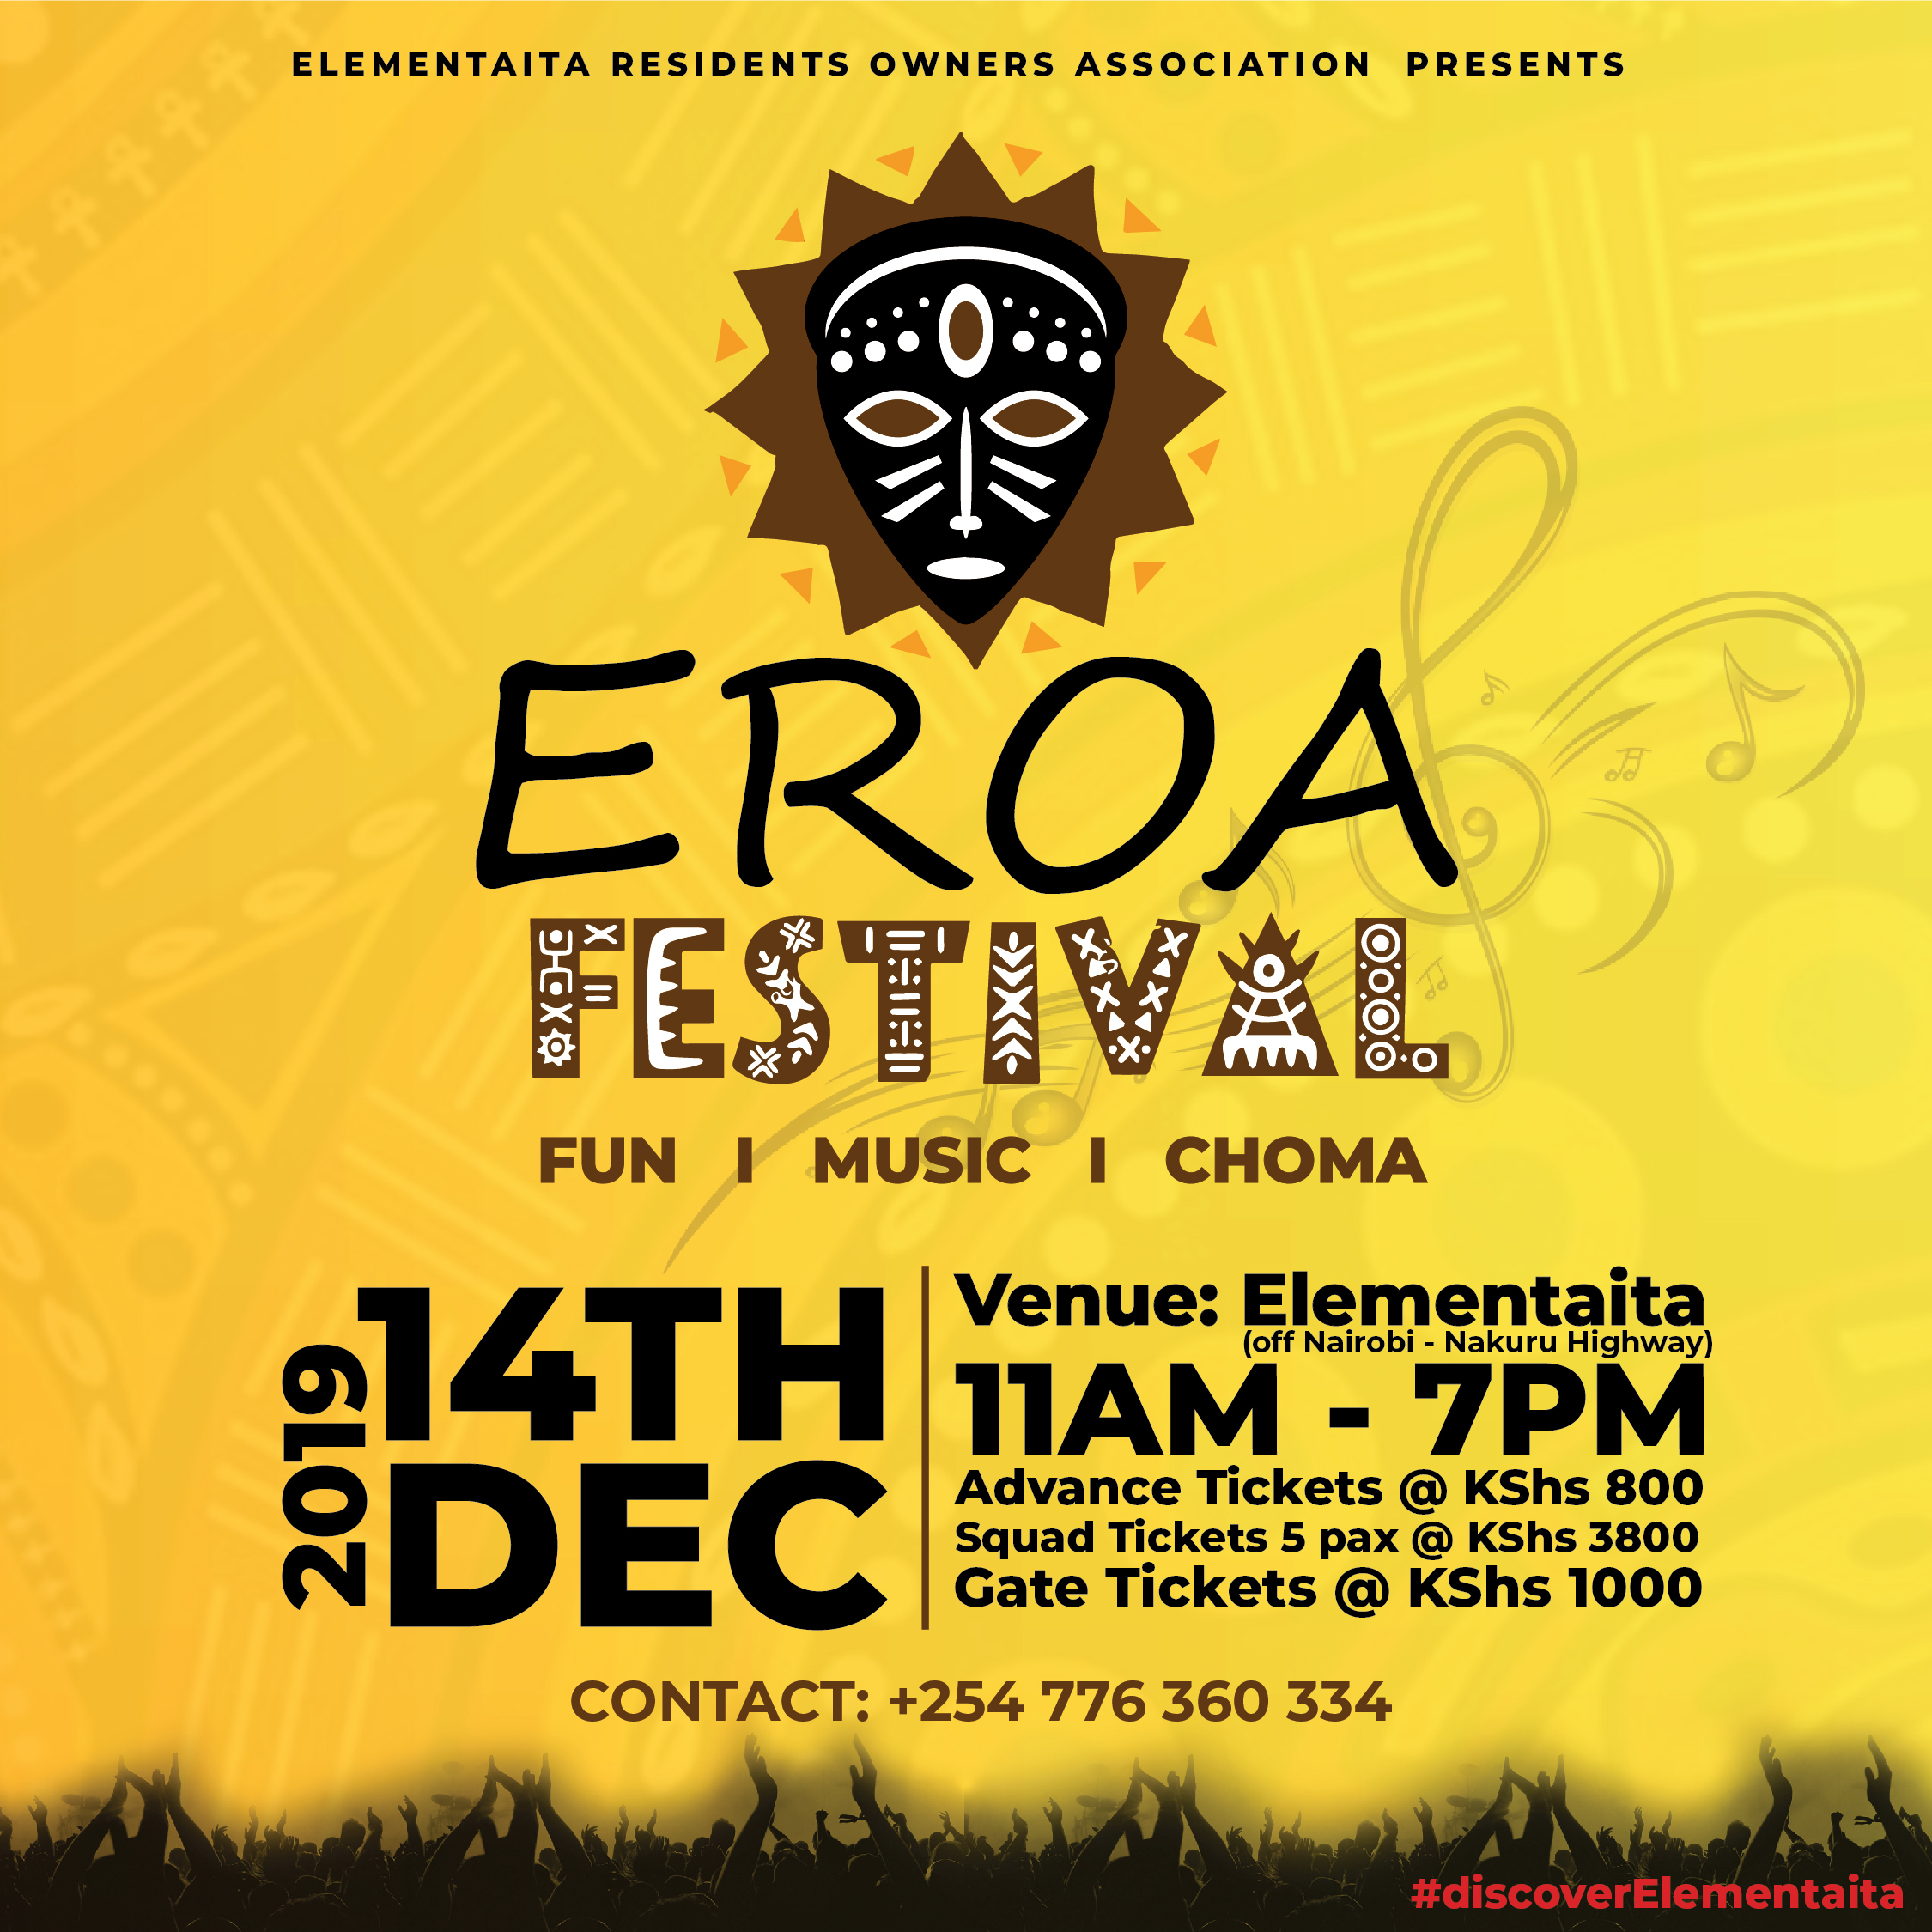 ELEMENTAITA RESIDENTS OWNERS ASSOCIATION PRESENTS
EROA
FESTIVAL
FUN I MUSIC I CHOMA
2019
14TH
DEC
Venue: Elementaita
(off Nairobi - Nakuru Highway)
11AM - 7PM
Advance Tickets @ KShs 800
Squad Tickets 5 pax @ KShs 3800
Gate Tickets @ KShs 1000
CONTACT: +254 776 360 334
#discoverElementaita